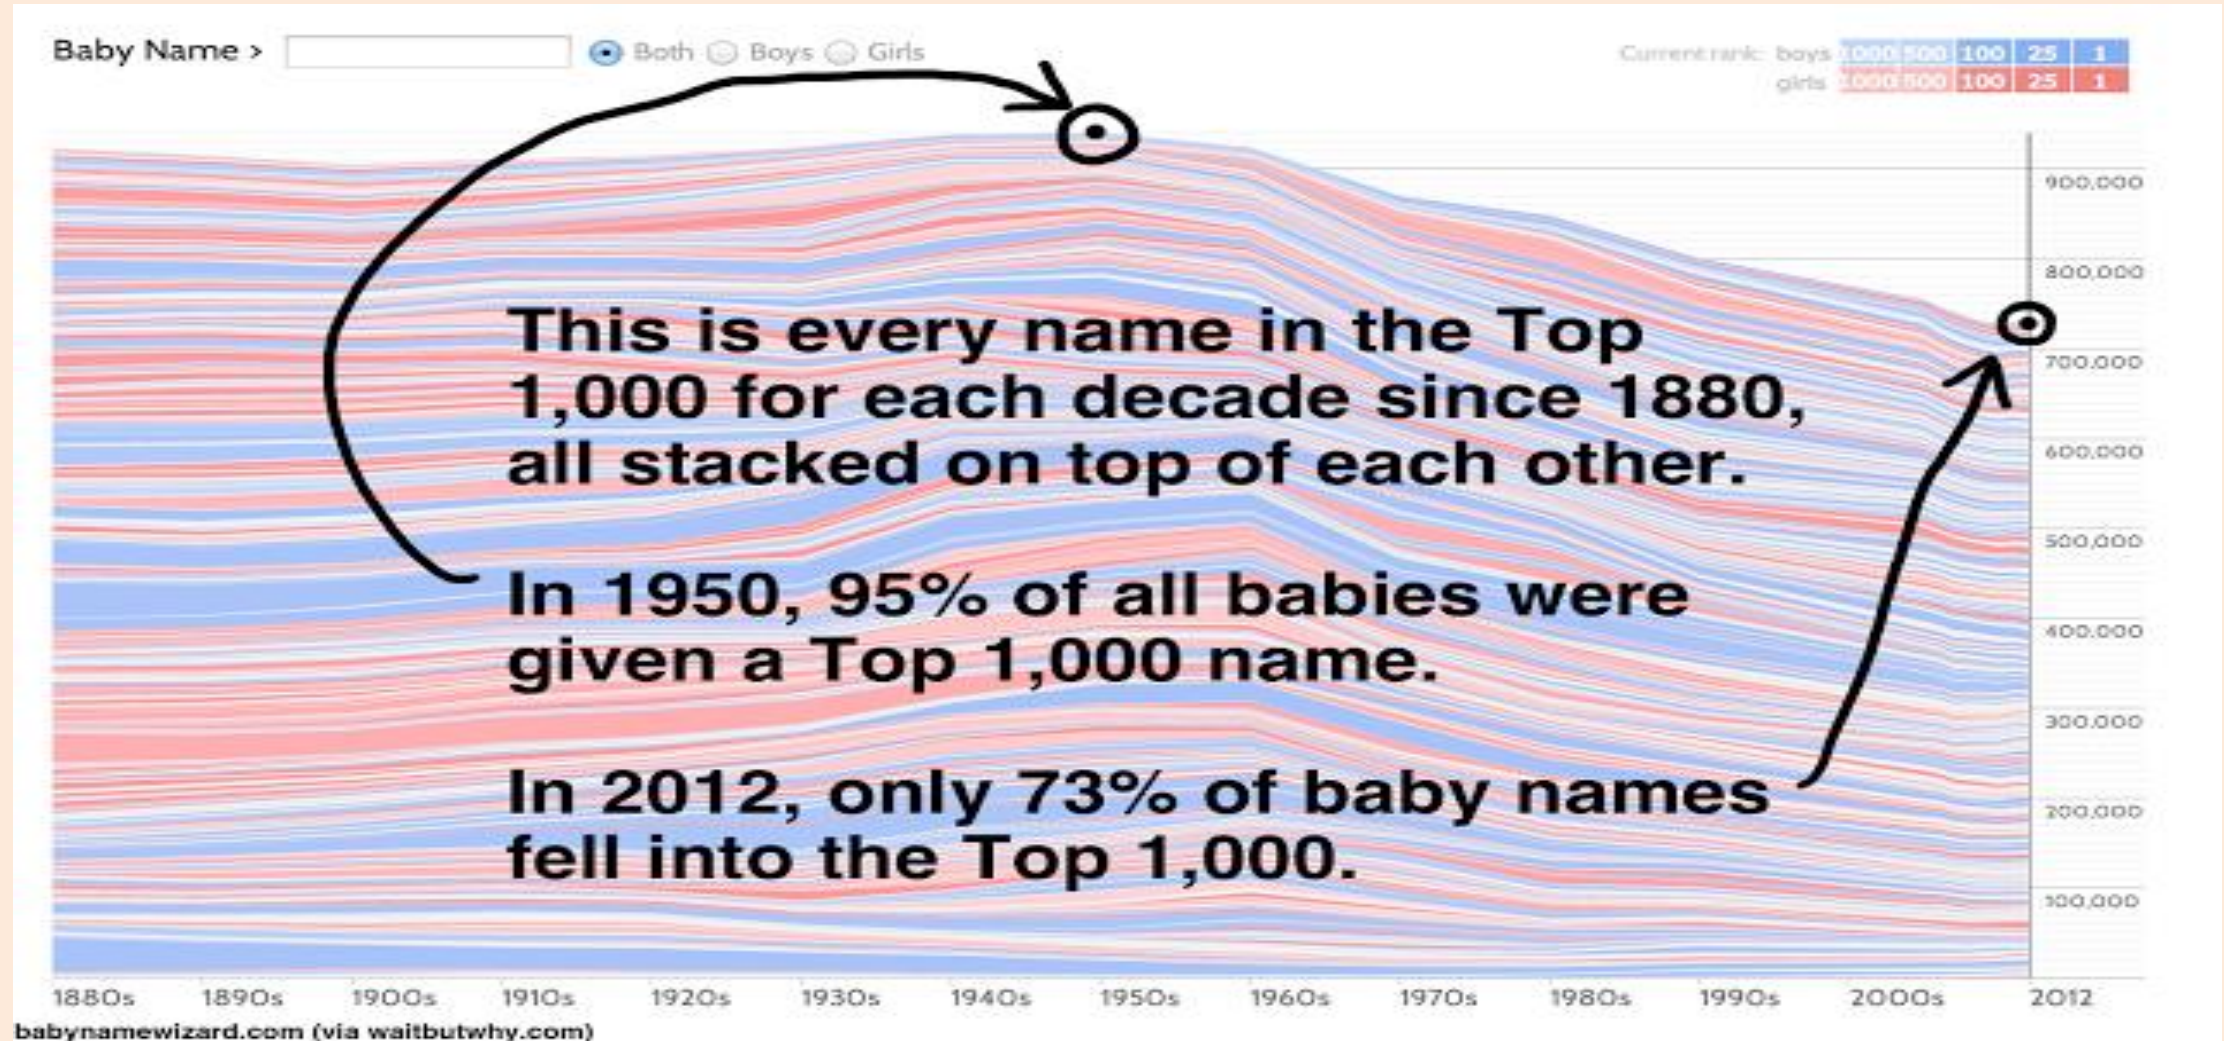 Baby Name >
Both Boys Girls
Current rank: boys 1000 500 100 25 1
girls 1000 500 100 25 1
900,000
800,000
700,000
600,000
500,000
400,000
300,000
200,000
100,000
This is every name in the Top
1,000 for each decade since 1880,
all stacked on top of each other.
In 1950, 95% of all babies were
given a Top 1,000 name.
In 2012, only 73% of baby names
fell into the Top 1,000.
1880s 1890s 1900s 1910s 1920s 1930s 1940s 1950s 1960s 1970s 1980s 1990s 2000s 2012
babynamewizard.com (via waitbutwhy.com)